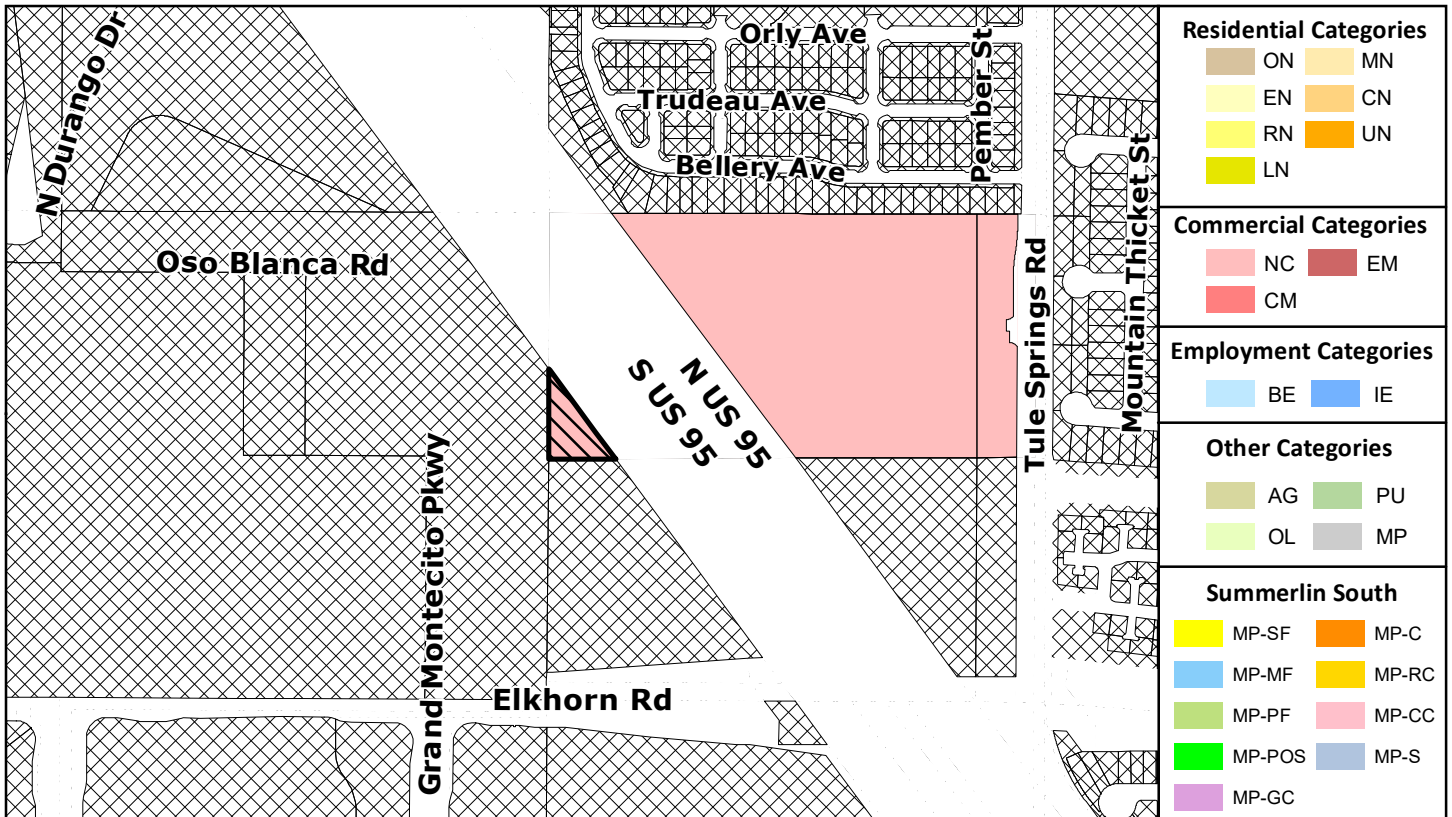 N Durango Dr
Orly Ave
Pember St
Trudeau Ave
Bellery Ave
Mountain Thicket St
Oso Blanca Rd
Tule Springs Rd
N US 95
S US 95
Grand Montecito Pkwy
Elkhorn Rd
Residential Categories
ON MN
EN CN
RN UN
LN
Commercial Categories
NC EM
CM
Employment Categories
BE IE
Other Categories
AG PU
OL MP
Summerlin South
MP-SF MP-C
MP-MF MP-RC
MP-PF MP-CC
MP-POS MP-S
MP-GC